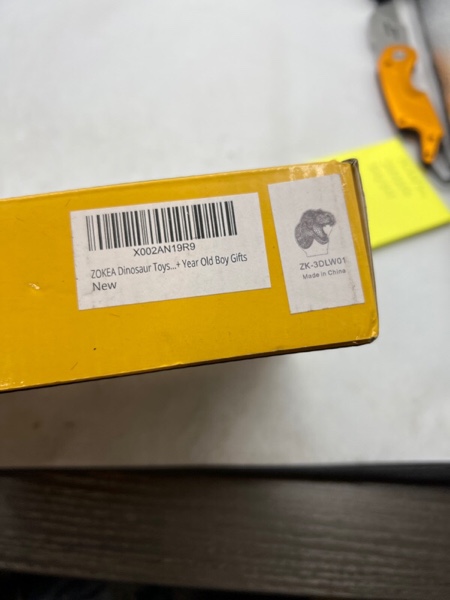 X002AN19R9
ZOKEA Dinosaur Toys...+ Year Old Boy Gifts
New
ZK-3DLW01
Made in China